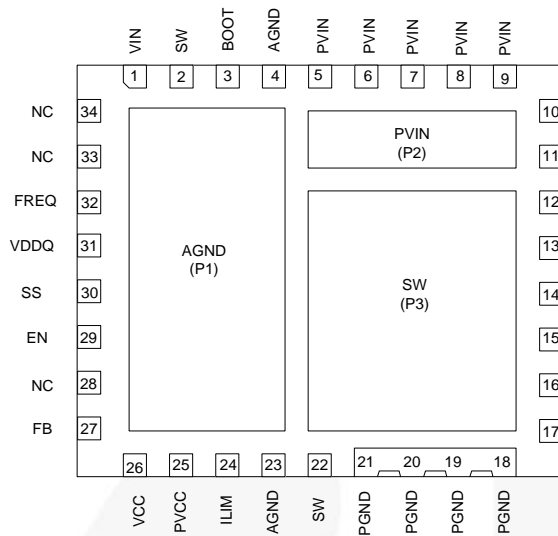 VIN SW BOOT AGND PVIN PVIN PVIN PVIN PVIN
1 2 3 4 5 6 7 8 9
NC 34 10
PVIN
(P2)
NC 33 11
FREQ 32 12
VDDQ 31 13
AGND
(P1)
SW
(P3)
SS 30 14
EN 29 15
NC 28 16
FB 27 17
26 25 24 23 22 21 20 19 18
VCC PVCC ILIM AGND SW PGND PGND PGND PGND